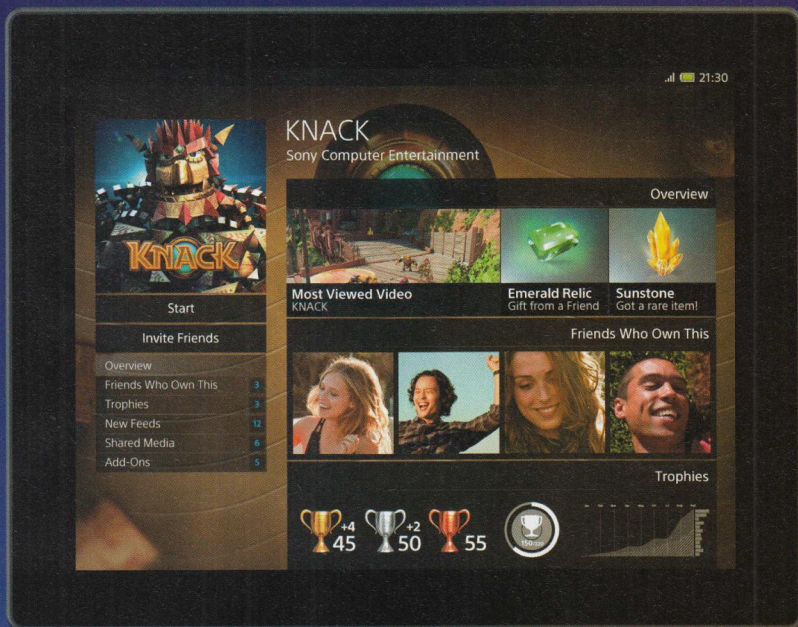 21:30
KNACK
Sony Computer Entertainment
KNACK
Start
Invite Friends
Overview
Friends Who Own This 3
Trophies 3
New Feeds 12
Shared Media 6
Add-Ons 5
Overview
Most Viewed Video
KNACK
Emerald Relic
Gift from a Friend
Sunstone
Got a rare item!
Friends Who Own This
Trophies
+4
45
+2
50
55